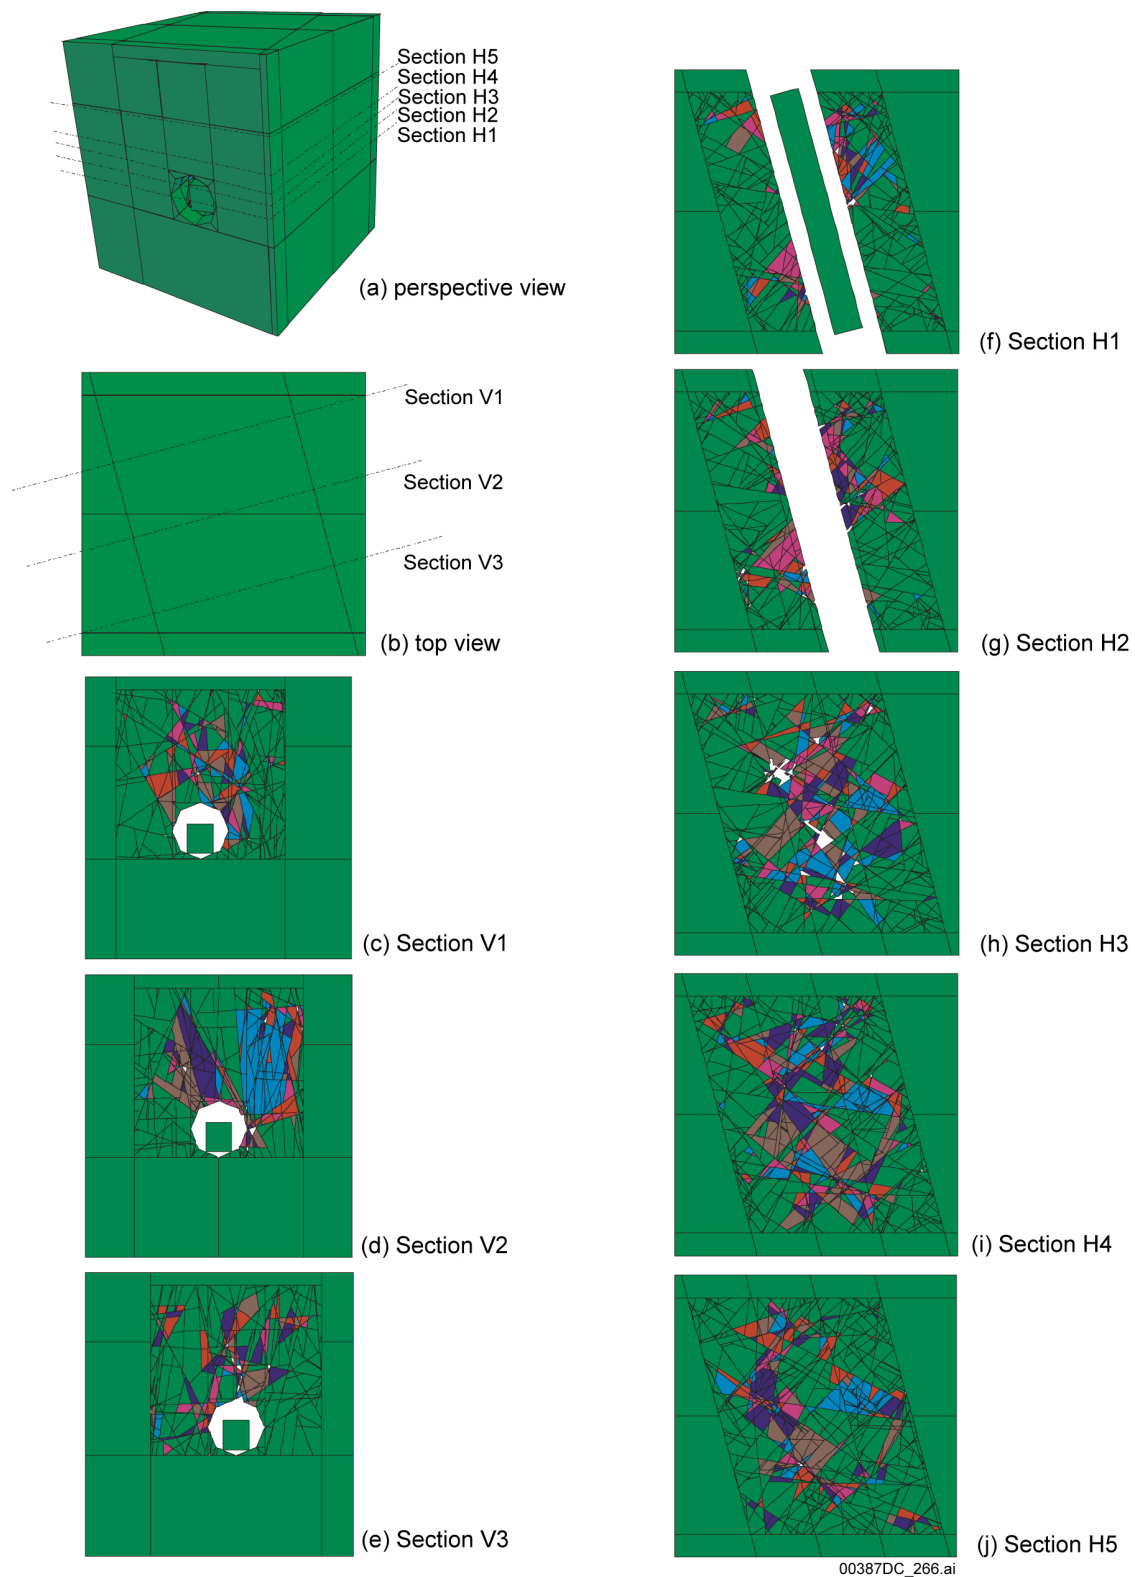 Section H5
Section H4
Section H3
Section H2
Section H1
(a) perspective view
Section V1
Section V2
Section V3
(b) top view
(c) Section V1
(d) Section V2
(e) Section V3
(f) Section H1
(g) Section H2
(h) Section H3
(i) Section H4
(j) Section H5
00387DC_266.ai